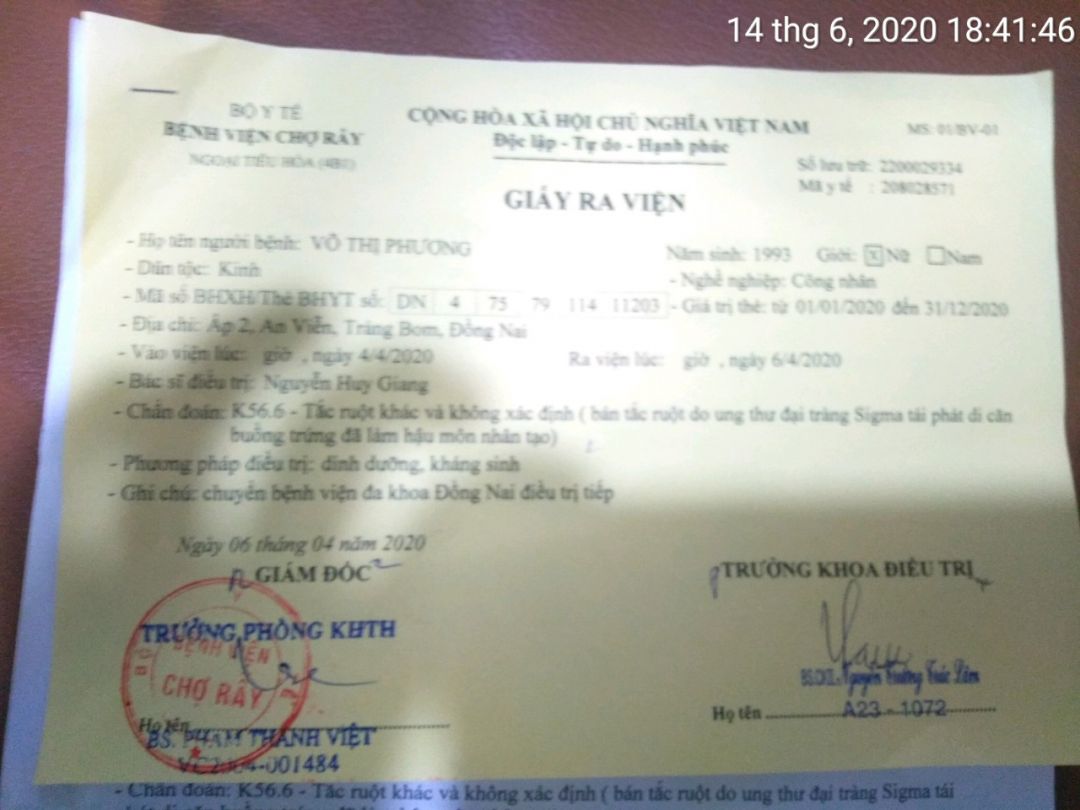 14 thg 6, 2020 18:41:46
BỘ Y TẾ
BỆNH VIỆN CHỢ RẪY
NGOẠI TIÊU HÓA (4B1)
CỘNG HÒA XÃ HỘI CHỦ NGHĨA VIỆT NAM
Độc lập - Tự do - Hạnh phúc
MS: 01/BV-01
Số lưu trữ: 2200029334
Mã y tế : 208028571
GIẤY RA VIỆN
- Họ tên người bệnh: VÕ THỊ PHƯƠNG
Năm sinh: 1993 Giới: [X] Nữ [ ] Nam
- Dân tộc: Kinh
- Nghề nghiệp: Công nhân
- Mã số BHXH/Thẻ BHYT số: DN 4 75 79 114 11203 - Giá trị thẻ: từ 01/01/2020 đến 31/12/2020
- Địa chỉ: Ấp 2, An Viễn, Trảng Bom, Đồng Nai
- Vào viện lúc: giờ , ngày 4/4/2020 Ra viện lúc: giờ , ngày 6/4/2020
- Bác sĩ điều trị: Nguyễn Huy Giang
- Chẩn đoán: K56.6 - Tắc ruột khác và không xác định ( bán tắc ruột do ung thư đại tràng Sigma tái phát di căn
buồng trứng đã làm hậu môn nhân tạo)
- Phương pháp điều trị: dinh dưỡng, kháng sinh
- Ghi chú: chuyển bệnh viện đa khoa Đồng Nai điều trị tiếp
Ngày 06 tháng 04 năm 2020
GIÁM ĐỐC
TRƯỞNG KHOA ĐIỀU TRỊ
TRƯỞNG PHÒNG KHTH
BỆNH VIỆN
CHỢ RẪY
BS.CKII. Nguyễn Trường Trúc Lâm
Họ tên
A23 - 1072
Họ tên
BS. PHẠM THANH VIỆT
VC2004-001484
- Chẩn đoán: K56.6 - Tắc ruột khác và không xác định ( bán tắc ruột do ung thư đại tràng Sigma tái